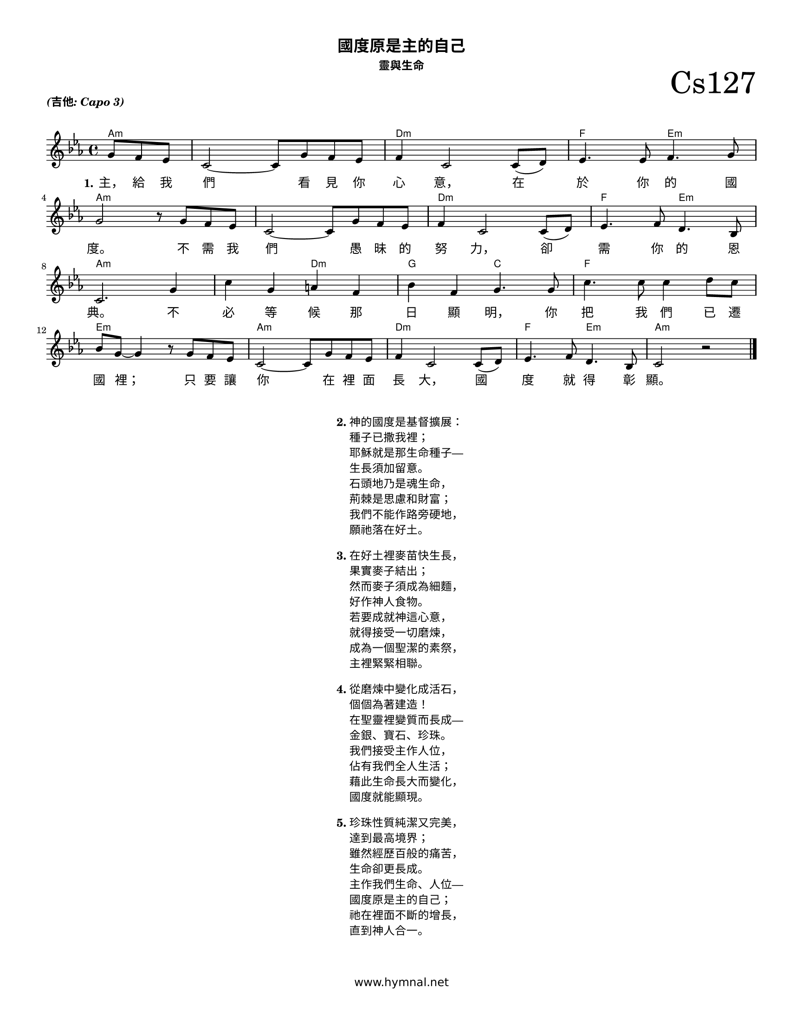 國度原是主的自己
靈與生命
Cs127
(吉他: Capo 3)
Am Dm F Em
1. 主， 給 我 們 看 見 你 心 意， 在 於 你 的 國
4 Am Dm F Dm
度。 不 需 我 們 愚 昧 的 努 力， 卻 需 你 的 恩
8 Am Dm G C F
典。 不 必 等 候 那 日 顯 明， 你 把 我 們 已 遷
12 Em Am Dm F Em Am
國 裡； 只 要 讓 你 在 裡 面 長 大， 國 度 就 得 彰 顯。
2. 神的國度是基督擴展：
種子已撒我裡；
耶穌就是那生命種子—
生長須加留意。
石頭地乃是魂生命，
荊棘是思慮和財富；
我們不能作路旁硬地，
願祂落在好土。
3. 在好土裡麥苗快生長，
果實麥子結出；
然而麥子須成為細麵，
好作神人食物。
若要成就神這心意，
就得接受一切磨煉，
成為一個聖潔的素祭，
主裡緊緊相聯。
4. 從磨煉中變化成活石，
個個為著建造！
在聖靈裡變質而長成—
金銀、寶石、珍珠。
我們接受主作人位，
佔有我們全人生活；
藉此生命長大而變化，
國度就能顯現。
5. 珍珠性質純潔又完美，
達到最高境界；
雖然經歷百般的痛苦，
生命卻更長成。
主作我們生命、人位—
國度原是主的自己；
祂在裡面不斷的增長，
直到神人合一。
www.hymnal.net